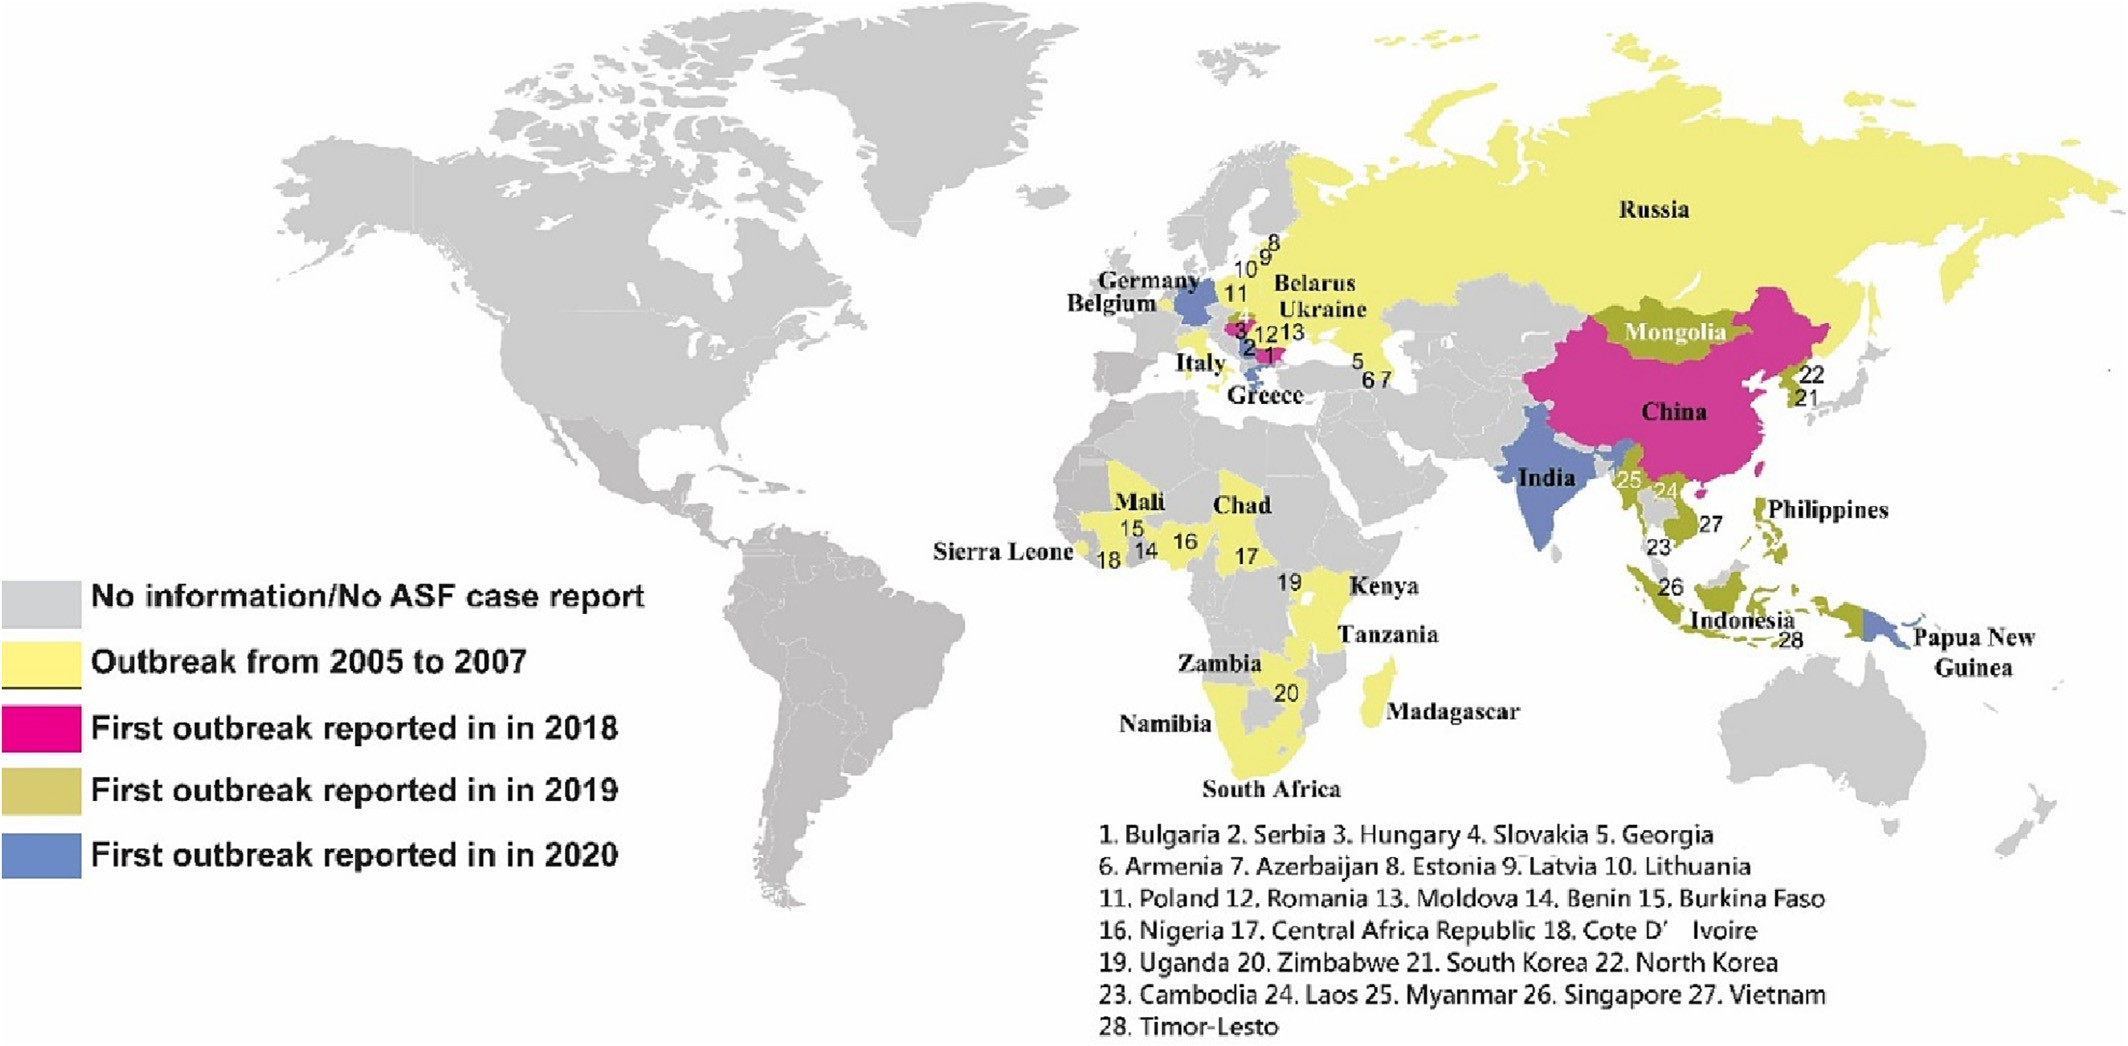 Russia
8
9
10
Germany
Belgium
11
Belarus
Ukraine
4
3
12
13
2
1
Italy
Greece
5
6
7
Mongolia
22
21
China
India
25
24
27
23
Philippines
26
Indonesia
28
Papua New
Guinea
Mali
Chad
15
14
16
17
18
Sierra Leone
19
Kenya
Tanzania
Zambia
20
Namibia
Madagascar
South Africa
No information/No ASF case report
Outbreak from 2005 to 2007
First outbreak reported in in 2018
First outbreak reported in in 2019
First outbreak reported in in 2020
1. Bulgaria 2. Serbia 3. Hungary 4. Slovakia 5. Georgia
6. Armenia 7. Azerbaijan 8. Estonia 9. Latvia 10. Lithuania
11. Poland 12. Romania 13. Moldova 14. Benin 15. Burkina Faso
16. Nigeria 17. Central Africa Republic 18. Cote D′ Ivoire
19. Uganda 20. Zimbabwe 21. South Korea 22. North Korea
23. Cambodia 24. Laos 25. Myanmar 26. Singapore 27. Vietnam
28. Timor-Lesto